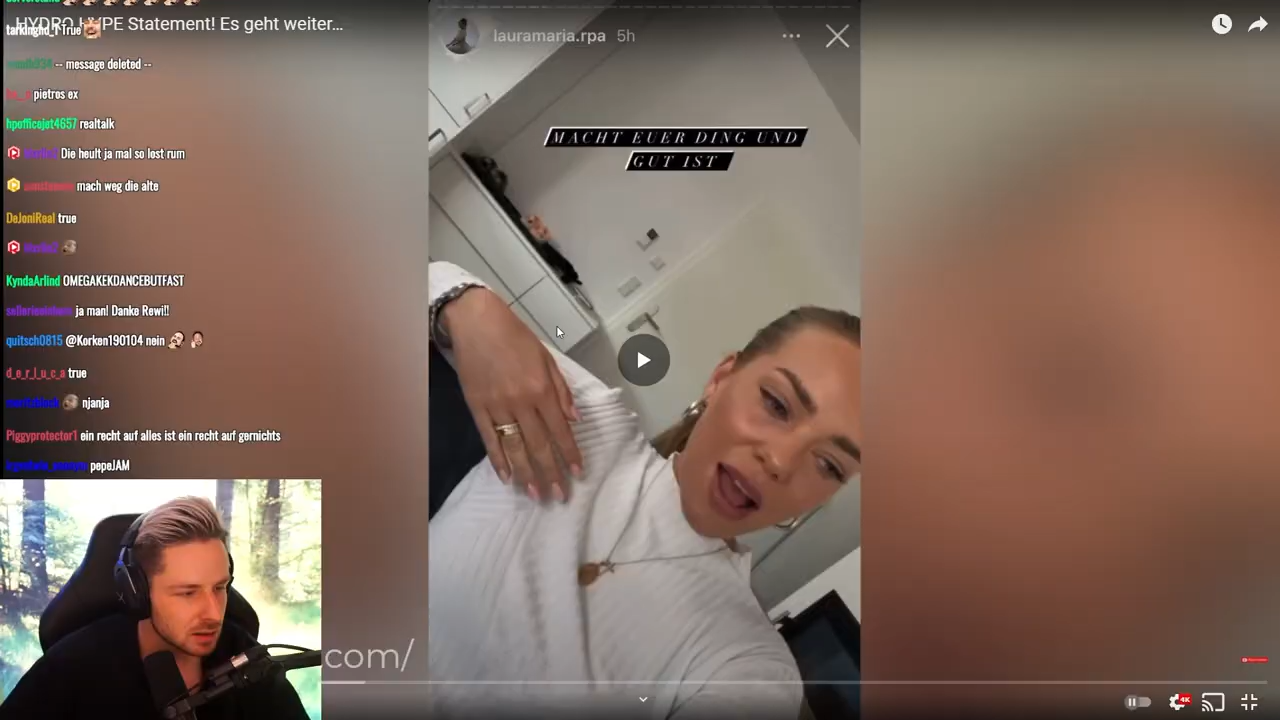 HYDRO HYPE Statement! Es geht weiter...
True
-- message deleted --
pietros ex
hpofficejet4657 realtalk
Die heult ja mal so lost rum
mach weg die alte
DeJoniReal true
KyndaArlind OMEGAKEKDANCEBUTFAST
ja man! Danke Rewi!!
quitsch0815 @Korken190104 nein
d_e_r_l_u_c_a true
njanja
Piggyprotector1 ein recht auf alles ist ein recht auf gernichts
pepeJAM
lauramaria.rpa 5h
MACHT EUER DING UND
GUT IST
.com/
4K